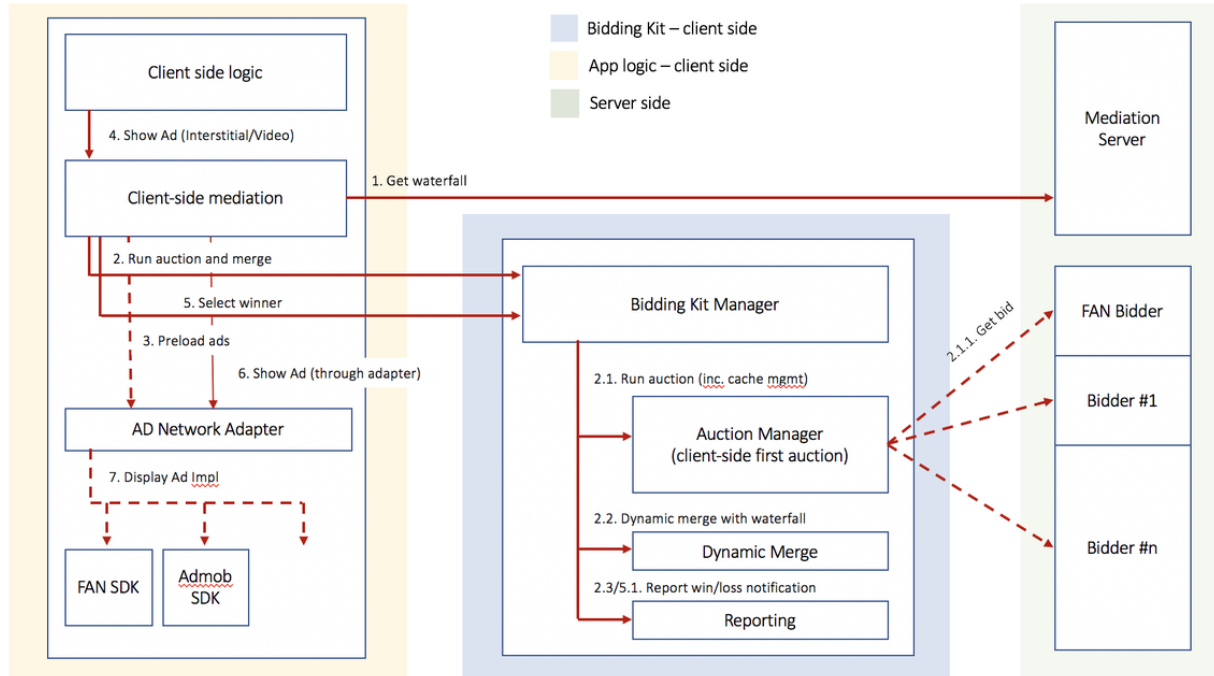 Bidding Kit – client side
App logic – client side
Server side
Client side logic
4. Show Ad (Interstitial/Video)
Client-side mediation
1. Get waterfall
Mediation
Server
2. Run auction and merge
5. Select winner
3. Preload ads
6. Show Ad (through adapter)
AD Network Adapter
7. Display Ad Impl
FAN SDK
Admob
SDK
Bidding Kit Manager
2.1. Run auction (inc. cache mgmt)
Auction Manager
(client-side first auction)
2.2. Dynamic merge with waterfall
Dynamic Merge
2.3/5.1. Report win/loss notification
Reporting
2.1.1. Get bid
FAN Bidder
Bidder #1
Bidder #n